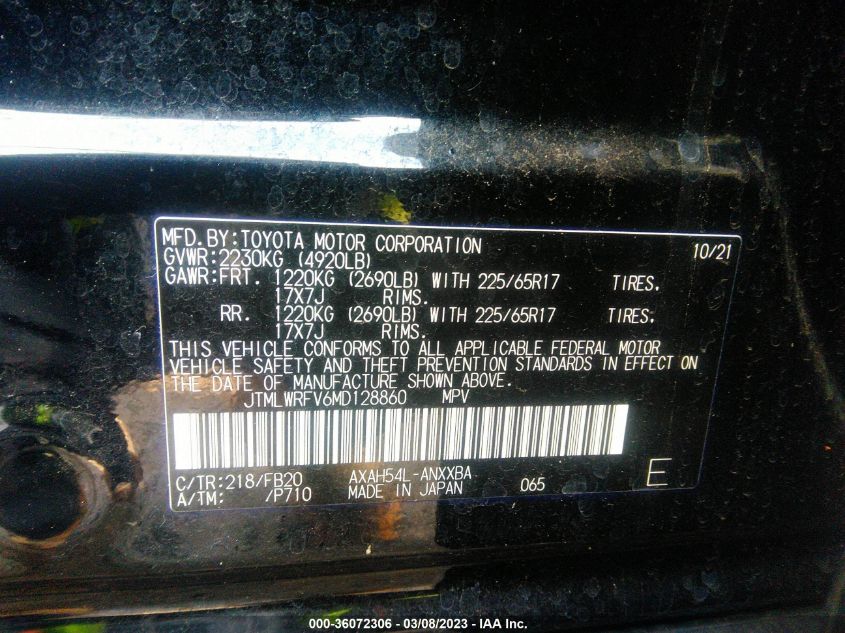 MFD.BY:TOYOTA MOTOR CORPORATION 10/21
GVWR:2230KG (4920LB)
GAWR:FRT. 1220KG (2690LB) WITH 225/65R17 TIRES.
17X7J RIMS.
RR. 1220KG (2690LB) WITH 225/65R17 TIRES.
17X7J RIMS.
THIS VEHICLE CONFORMS TO ALL APPLICABLE FEDERAL MOTOR
VEHICLE SAFETY AND THEFT PREVENTION STANDARDS IN EFFECT ON
THE DATE OF MANUFACTURE SHOWN ABOVE.
JTMLWRFV6MD128860 MPV
C/TR:218/FB20 AXAH54L-ANXXBA
A/TM: /P710 MADE IN JAPAN 065 E
000-36072306 - 03/08/2023 - IAA Inc.